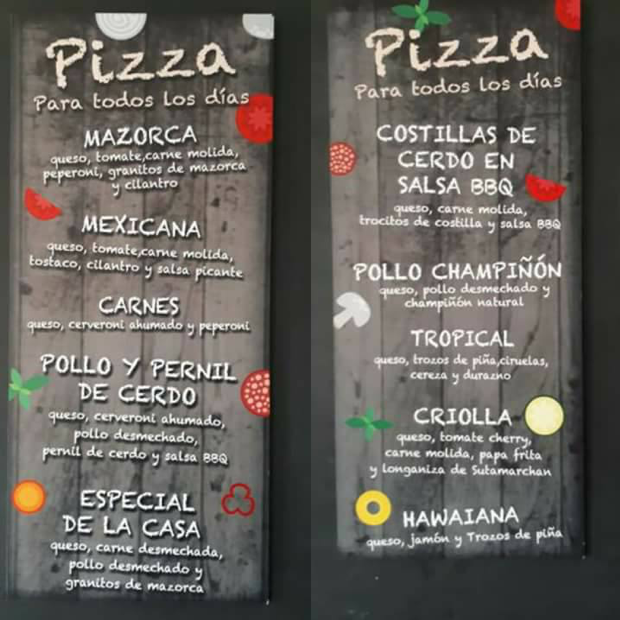 Pizza
Para todos los días
MAZORCA
queso, tomate,carne molida,
peperoni, granitos de mazorca
y cilantro
MEXICANA
queso, tomate,carne molida,
tostaco, cilantro y salsa picante
CARNES
queso, cerveroni ahumado y peperoni
POLLO Y PERNIL
DE CERDO
queso, cerveroni ahumado,
pollo desmechado,
pernil de cerdo y salsa BBQ
ESPECIAL
DE LA CASA
queso, carne desmechada,
pollo desmechado y
granitos de mazorca
Pizza
Para todos los días
COSTILLAS DE
CERDO EN
SALSA BBQ
queso, carne molida,
trocitos de costilla y salsa BBQ
POLLO CHAMPIÑÓN
queso, pollo desmechado y
champiñón natural
TROPICAL
queso, trozos de piña,ciruelas,
cereza y durazno
CRIOLLA
queso, tomate cherry,
carne molida, papa frita
y longaniza de Sutamarchan
HAWAIANA
queso, jamón y Trozos de piña